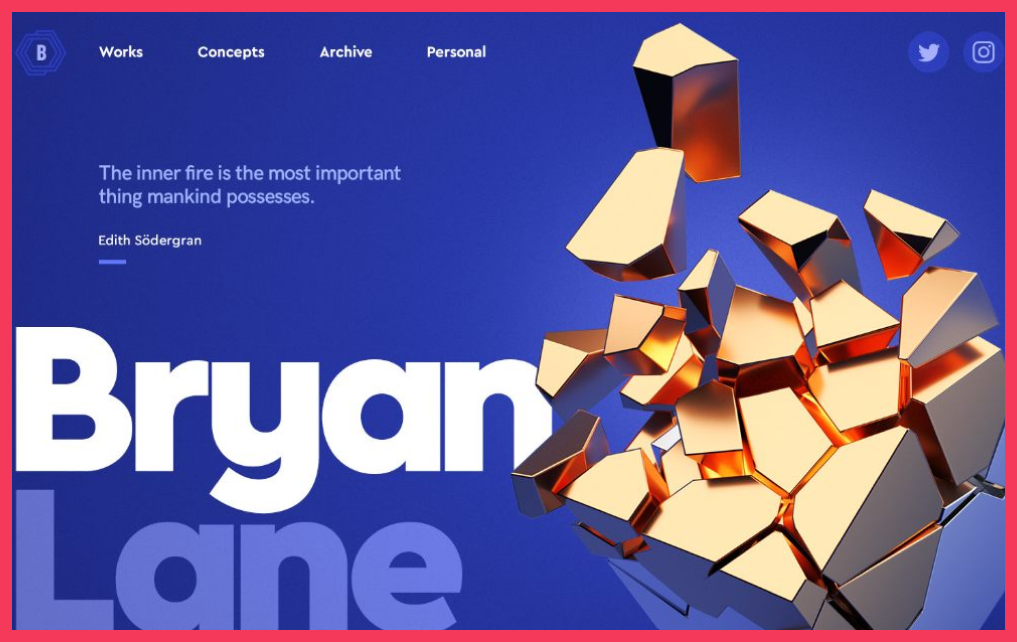 B
Works Concepts Archive Personal
The inner fire is the most important
thing mankind possesses.
Edith Södergran
Bryan
Lane